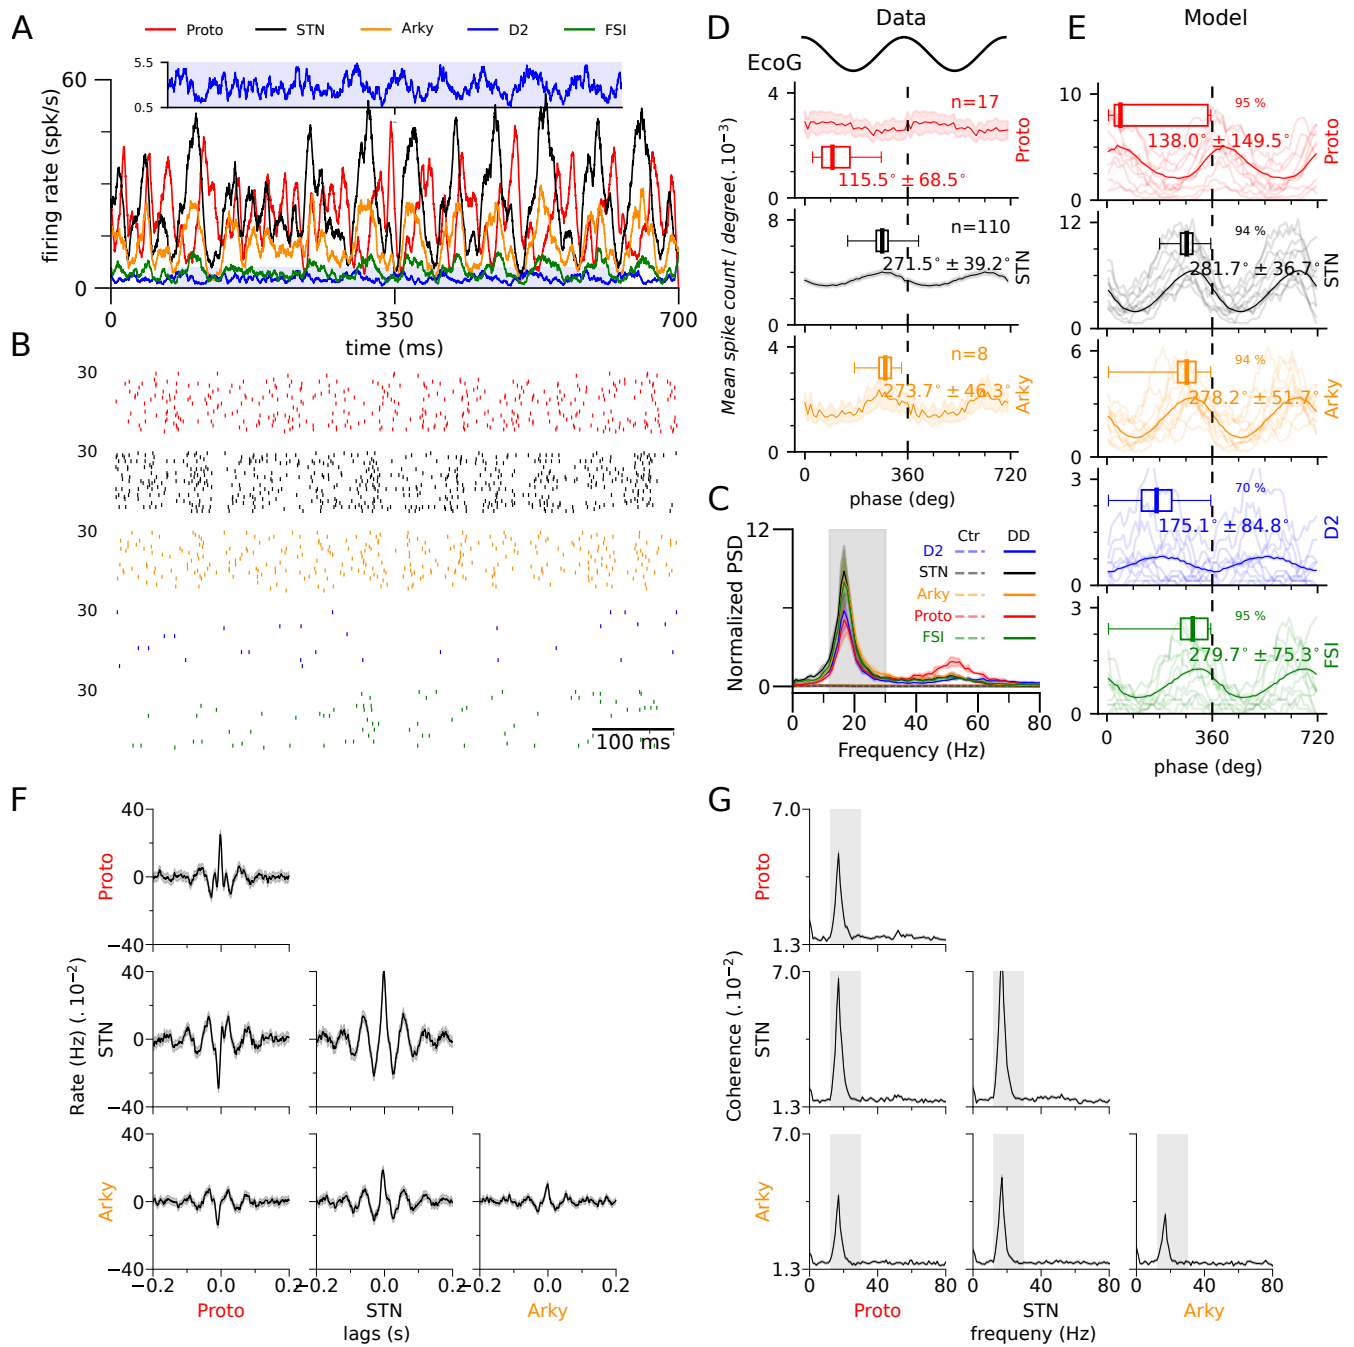 A
Proto
STN
Arky
D2
FSI
5.5
0.5
60
0
firing rate (spk/s)
0
350
700
time (ms)
B
30
30
30
30
30
100 ms
D
Data
EcoG
Mean spike count / degree(. 10⁻³)
4
2
0
n=17
115.5° ± 68.5°
Proto
8
4
0
n=110
271.5° ± 39.2°
STN
4
2
0
n=8
273.7° ± 46.3°
Arky
0
360
720
phase (deg)
C
12
0
Normalized PSD
Ctr
DD
D2
STN
Arky
Proto
FSI
0
20
40
60
80
Frequency (Hz)
Model
E
10
0
95 %
138.0° ± 149.5°
Proto
12
6
0
94 %
281.7° ± 36.7°
STN
6
3
0
94 %
278.2° ± 51.7°
Arky
3
0
70 %
175.1° ± 84.8°
D2
3
0
95 %
279.7° ± 75.3°
FSI
0
360
720
phase (deg)
F
Rate (Hz) (. 10⁻²)
40
0
−40
Proto
40
0
−40
STN
40
0
−40
Arky
−0.2
0.0
0.2
−0.2
0.0
0.2
−0.2
0.0
0.2
Proto
STN
Arky
lags (s)
G
Coherence (. 10⁻²)
7.0
1.3
Proto
7.0
1.3
STN
7.0
1.3
Arky
0
40
80
0
40
80
0
40
80
Proto
STN
Arky
frequeny (Hz)